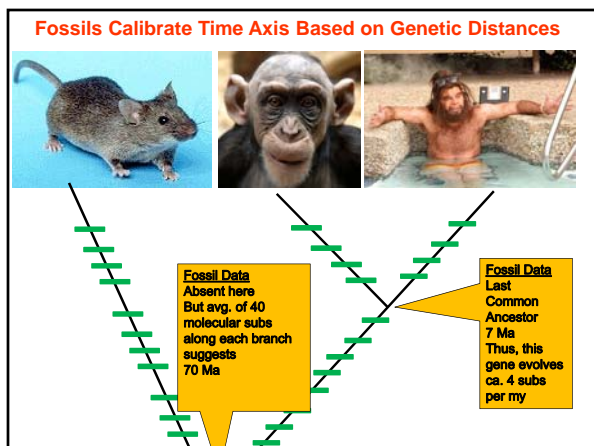 Fossils Calibrate Time Axis Based on Genetic Distances
Fossil Data
Absent here
But avg. of 40
molecular subs
along each branch
suggests
70 Ma
Fossil Data
Last
Common
Ancestor
7 Ma
Thus, this
gene evolves
ca. 4 subs
per my